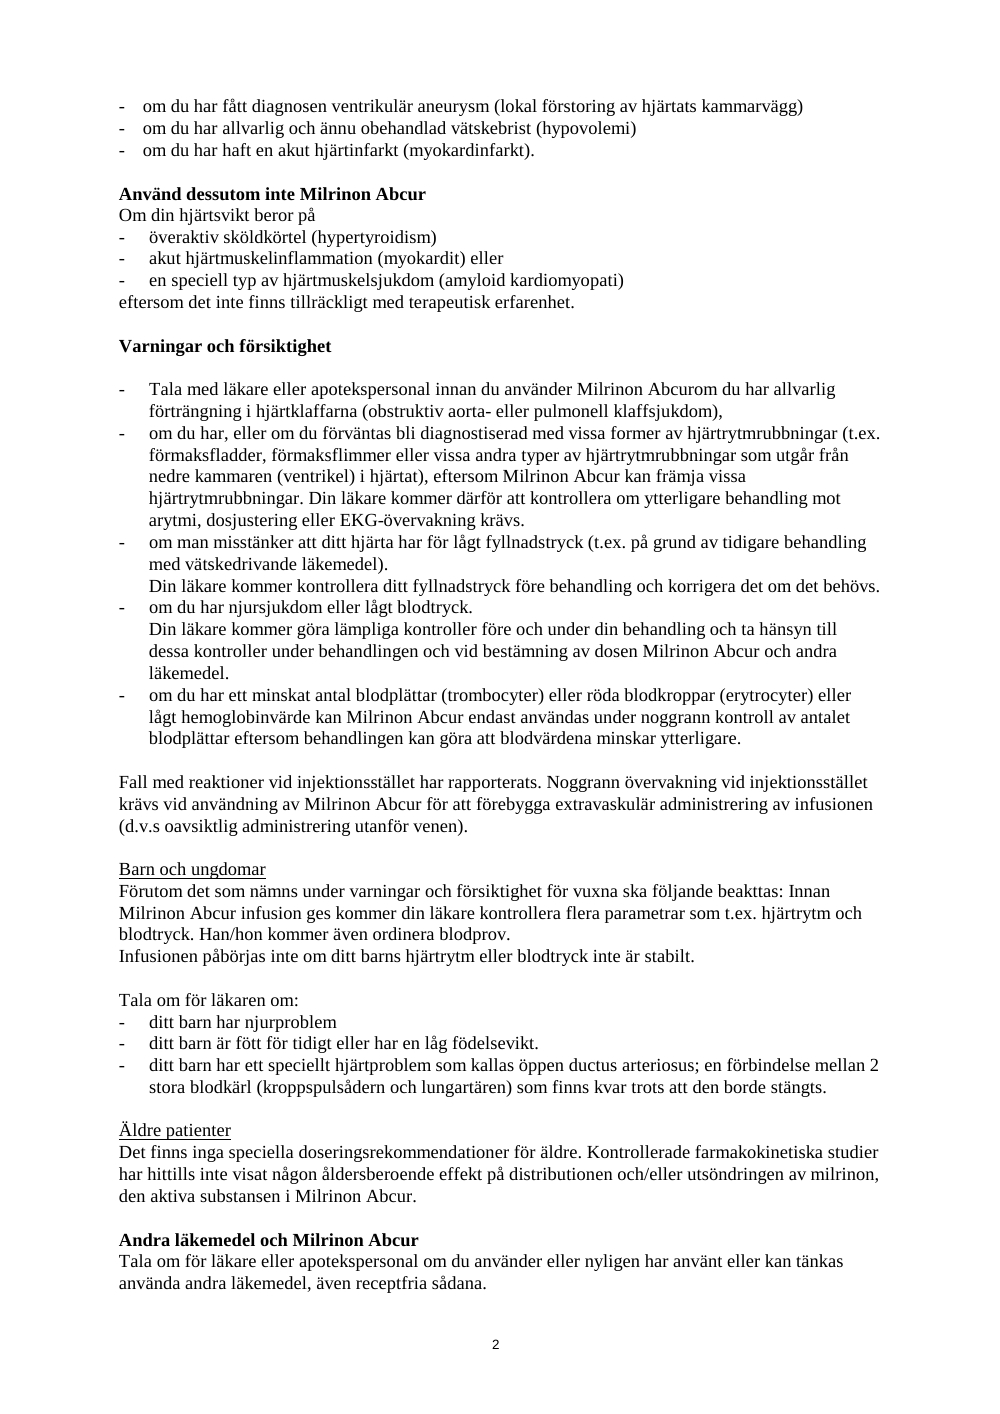 - om du har fått diagnosen ventrikulär aneurysm (lokal förstoring av hjärtats kammarvägg)
- om du har allvarlig och ännu obehandlad vätskebrist (hypovolemi)
- om du har haft en akut hjärtinfarkt (myokardinfarkt).
Använd dessutom inte Milrinon Abcur
Om din hjärtsvikt beror på
- överaktiv sköldkörtel (hypertyroidism)
- akut hjärtmuskelinflammation (myokardit) eller
- en speciell typ av hjärtmuskelsjukdom (amyloid kardiomyopati)
eftersom det inte finns tillräckligt med terapeutisk erfarenhet.
Varningar och försiktighet
- Tala med läkare eller apotekspersonal innan du använder Milrinon Abcurom du har allvarlig
förträngning i hjärtklaffarna (obstruktiv aorta- eller pulmonell klaffsjukdom),
- om du har, eller om du förväntas bli diagnostiserad med vissa former av hjärtrytmrubbningar (t.ex.
förmaksfladder, förmaksflimmer eller vissa andra typer av hjärtrytmrubbningar som utgår från
nedre kammaren (ventrikel) i hjärtat), eftersom Milrinon Abcur kan främja vissa
hjärtrytmrubbningar. Din läkare kommer därför att kontrollera om ytterligare behandling mot
arytmi, dosjustering eller EKG-övervakning krävs.
- om man misstänker att ditt hjärta har för lågt fyllnadstryck (t.ex. på grund av tidigare behandling
med vätskedrivande läkemedel).
Din läkare kommer kontrollera ditt fyllnadstryck före behandling och korrigera det om det behövs.
- om du har njursjukdom eller lågt blodtryck.
Din läkare kommer göra lämpliga kontroller före och under din behandling och ta hänsyn till
dessa kontroller under behandlingen och vid bestämning av dosen Milrinon Abcur och andra
läkemedel.
- om du har ett minskat antal blodplättar (trombocyter) eller röda blodkroppar (erytrocyter) eller
lågt hemoglobinvärde kan Milrinon Abcur endast användas under noggrann kontroll av antalet
blodplättar eftersom behandlingen kan göra att blodvärdena minskar ytterligare.
Fall med reaktioner vid injektionsstället har rapporterats. Noggrann övervakning vid injektionsstället
krävs vid användning av Milrinon Abcur för att förebygga extravaskulär administrering av infusionen
(d.v.s oavsiktlig administrering utanför venen).
Barn och ungdomar
Förutom det som nämns under varningar och försiktighet för vuxna ska följande beakttas: Innan
Milrinon Abcur infusion ges kommer din läkare kontrollera flera parametrar som t.ex. hjärtrytm och
blodtryck. Han/hon kommer även ordinera blodprov.
Infusionen påbörjas inte om ditt barns hjärtrytm eller blodtryck inte är stabilt.
Tala om för läkaren om:
- ditt barn har njurproblem
- ditt barn är fött för tidigt eller har en låg födelsevikt.
- ditt barn har ett speciellt hjärtproblem som kallas öppen ductus arteriosus; en förbindelse mellan 2
stora blodkärl (kroppspulsådern och lungartären) som finns kvar trots att den borde stängts.
Äldre patienter
Det finns inga speciella doseringsrekommendationer för äldre. Kontrollerade farmakokinetiska studier
har hittills inte visat någon åldersberoende effekt på distributionen och/eller utsöndringen av milrinon,
den aktiva substansen i Milrinon Abcur.
Andra läkemedel och Milrinon Abcur
Tala om för läkare eller apotekspersonal om du använder eller nyligen har använt eller kan tänkas
använda andra läkemedel, även receptfria sådana.
2